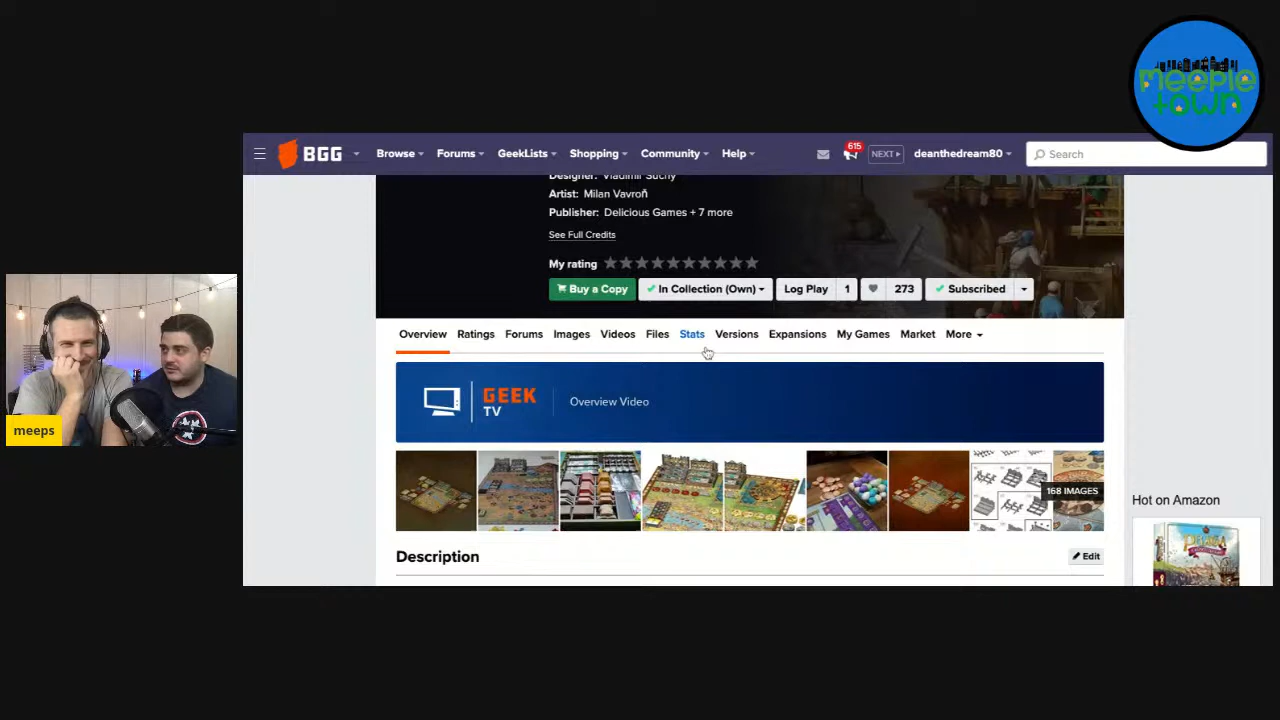 meeple
town
BGG
Browse
Forums
GeekLists
Shopping
Community
Help
615
NEXT
deanthedream80
Search
Designer: Vladimír Suchý
Artist: Milan Vavroň
Publisher: Delicious Games + 7 more
See Full Credits
My rating
Buy a Copy
In Collection (Own)
Log Play
1
273
Subscribed
Overview
Ratings
Forums
Images
Videos
Files
Stats
Versions
Expansions
My Games
Market
More
GEEK
TV
Overview Video
meeps
168 IMAGES
Hot on Amazon
Description
Edit